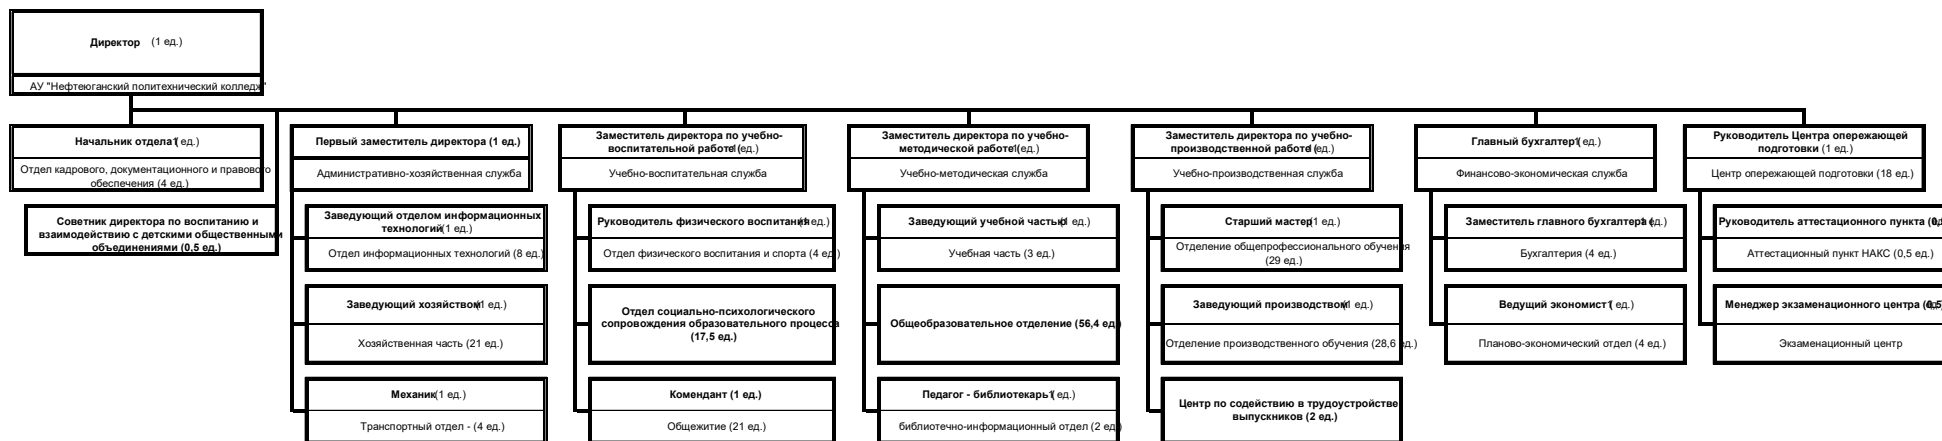 Директор (1 ед.)
АУ "Нефтеюганский политехнический колледж"
Начальник отдела (1 ед.)
Отдел кадрового, документационного и правового
обеспечения (4 ед.)
Советник директора по воспитанию и
взаимодействию с детскими общественными
объединениями (0,5 ед.)
Первый заместитель директора (1 ед.)
Административно-хозяйственная служба
Заведующий отделом информационных
технологий (1 ед.)
Отдел информационных технологий (8 ед.)
Заведующий хозяйством (1 ед.)
Хозяйственная часть (21 ед.)
Механик (1 ед.)
Транспортный отдел - (4 ед.)
Заместитель директора по учебно-
воспитательной работе (1 ед.)
Учебно-воспитательная служба
Руководитель физического воспитания (1 ед.)
Отдел физического воспитания и спорта (4 ед.)
Отдел социально-психологического
сопровождения образовательного процесса
(17,5 ед.)
Комендант (1 ед.)
Общежитие (21 ед.)
Заместитель директора по учебно-
методической работе (1 ед.)
Учебно-методическая служба
Заведующий учебной частью (1 ед.)
Учебная часть (3 ед.)
Общеобразовательное отделение (56,4 ед.)
Педагог - библиотекарь (1 ед.)
библиотечно-информационный отдел (2 ед.)
Заместитель директора по учебно-
производственной работе (1 ед.)
Учебно-производственная служба
Старший мастер (1 ед.)
Отделение общепрофессионального обучения
(29 ед.)
Заведующий производством (1 ед.)
Отделение производственного обучения (28,6 ед.)
Центр по содействию в трудоустройстве
выпускников (2 ед.)
Главный бухгалтер (1 ед.)
Финансово-экономическая служба
Заместитель главного бухгалтера (1 ед.)
Бухгалтерия (4 ед.)
Ведущий экономист (1 ед.)
Планово-экономический отдел (4 ед.)
Руководитель Центра опережающей
подготовки (1 ед.)
Центр опережающей подготовки (18 ед.)
Руководитель аттестационного пункта
Аттестационный пункт НАКС (0,5 ед.)
Менеджер экзаменационного центра (0,5
Экзаменационный центр